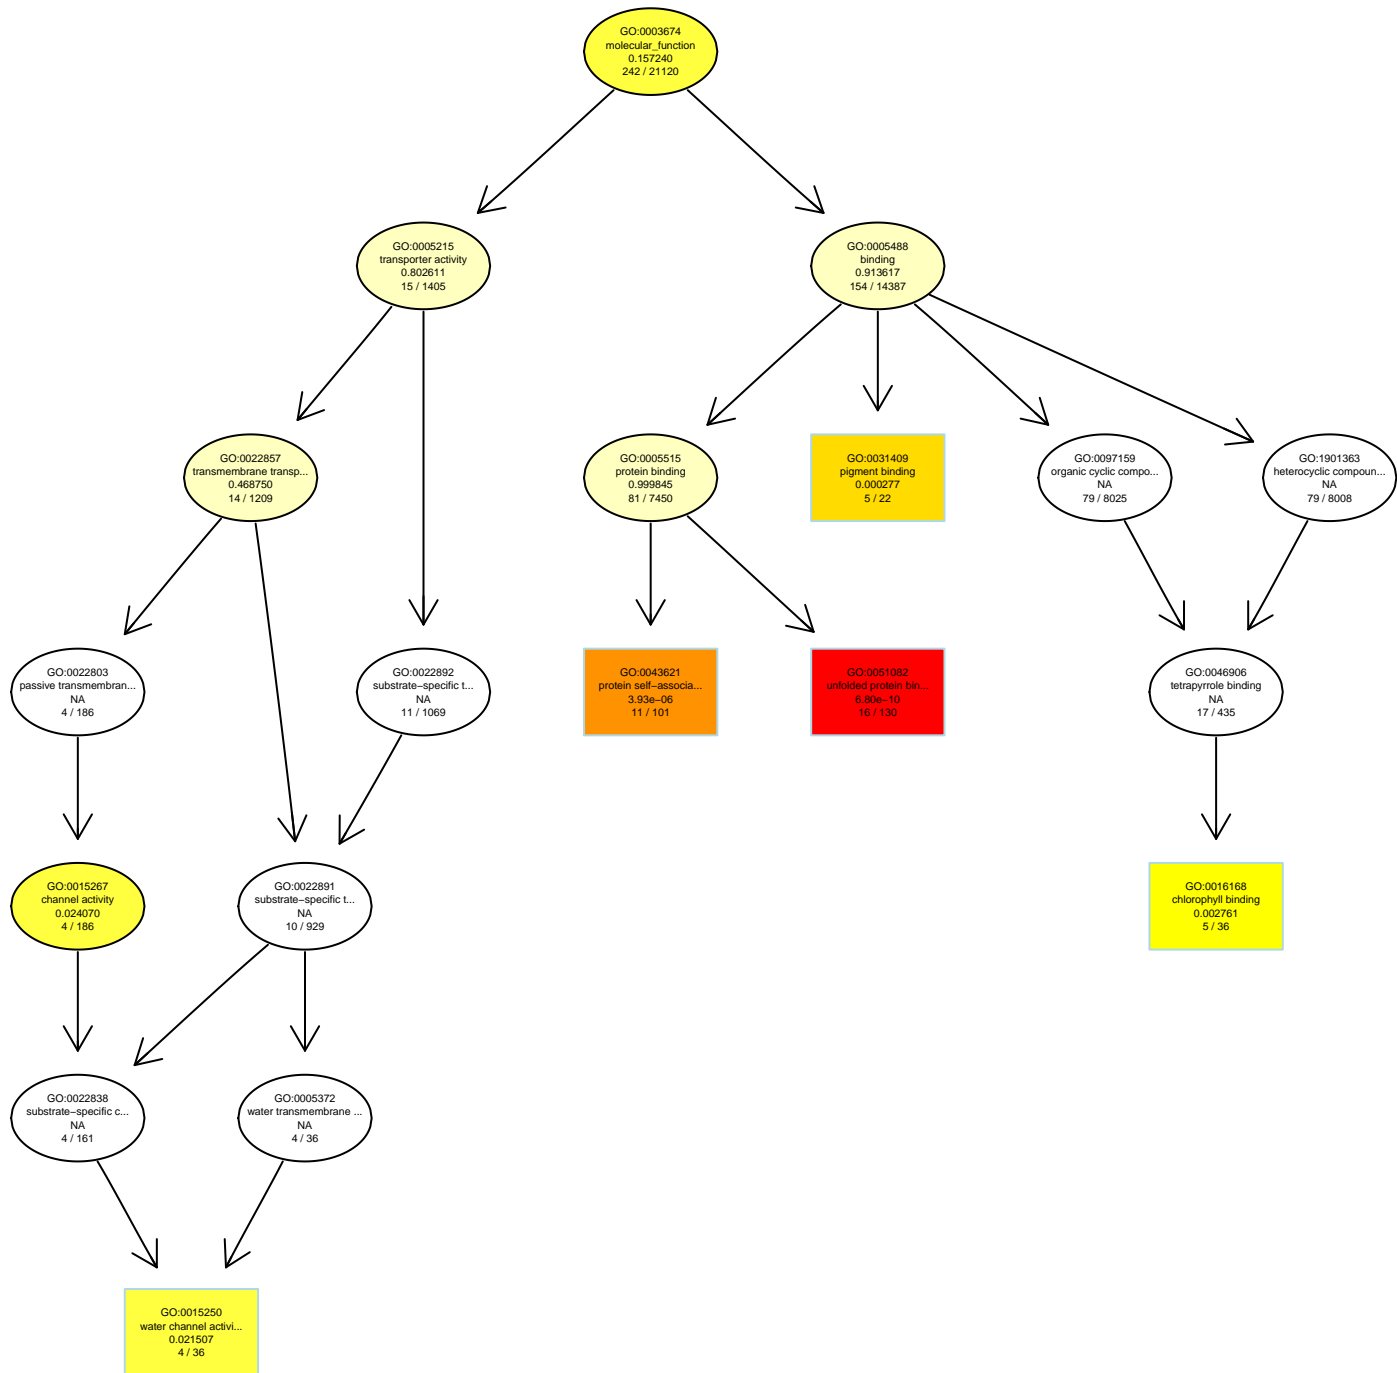 GO:0003674
molecular_function
0.157240
242 / 21120
GO:0005215
transporter activity
0.802611
15 / 1405
GO:0005488
binding
0.913617
154 / 14387
GO:0022857
transmembrane transp...
0.468750
14 / 1209
GO:0005515
protein binding
0.999845
81 / 7450
GO:0031409
pigment binding
0.000277
5 / 22
GO:0097159
organic cyclic compo...
NA
79 / 8025
GO:1901363
heterocyclic compoun...
NA
79 / 8008
GO:0022803
passive transmembran...
NA
4 / 186
GO:0022892
substrate−specific t...
NA
11 / 1069
GO:0043621
protein self−associa...
3.93e−06
11 / 101
GO:0051082
unfolded protein bin...
6.80e−10
16 / 130
GO:0046906
tetrapyrrole binding
NA
17 / 435
GO:0015267
channel activity
0.024070
4 / 186
GO:0022891
substrate−specific t...
NA
10 / 929
GO:0016168
chlorophyll binding
0.002761
5 / 36
GO:0022838
substrate−specific c...
NA
4 / 161
GO:0005372
water transmembrane ...
NA
4 / 36
GO:0015250
water channel activi...
0.021507
4 / 36